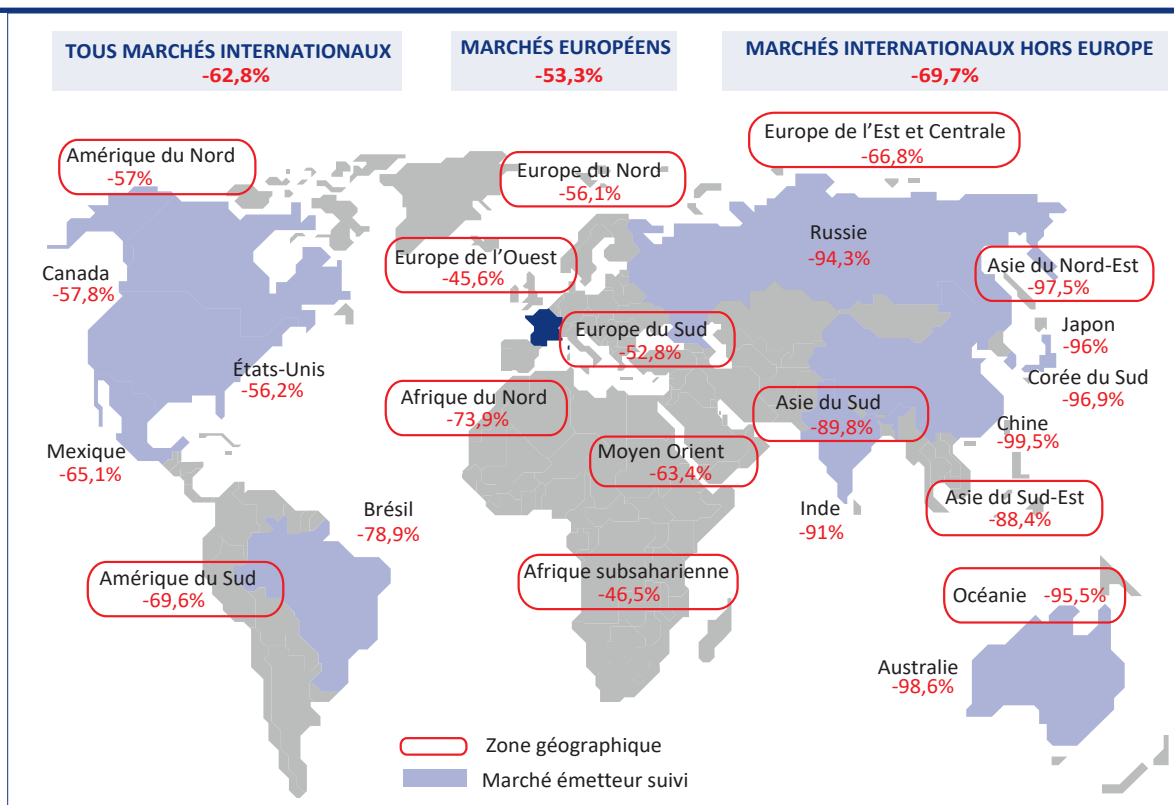 TOUS MARCHÉS INTERNATIONAUX
-62,8%
MARCHÉS EUROPÉENS
-53,3%
MARCHÉS INTERNATIONAUX HORS EUROPE
-69,7%
Amérique du Nord
-57%
Europe du Nord
-56,1%
Europe de l’Est et Centrale
-66,8%
Canada
-57,8%
Europe de l’Ouest
-45,6%
Russie
-94,3%
Asie du Nord-Est
-97,5%
Europe du Sud
-52,8%
Japon
-96%
États-Unis
-56,2%
Corée du Sud
-96,9%
Afrique du Nord
-73,9%
Asie du Sud
-89,8%
Chine
-99,5%
Mexique
-65,1%
Moyen Orient
-63,4%
Brésil
-78,9%
Inde
-91%
Asie du Sud-Est
-88,4%
Amérique du Sud
-69,6%
Afrique subsaharienne
-46,5%
Océanie -95,5%
Australie
-98,6%
Zone géographique
Marché émetteur suivi